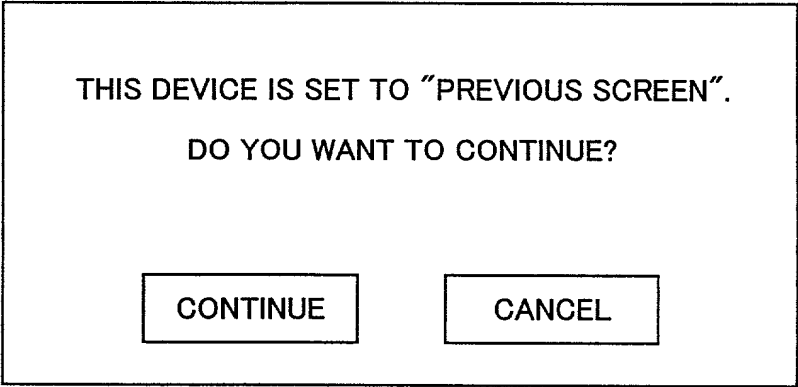 THIS DEVICE IS SET TO ″PREVIOUS SCREEN″.
DO YOU WANT TO CONTINUE?
CONTINUE CANCEL